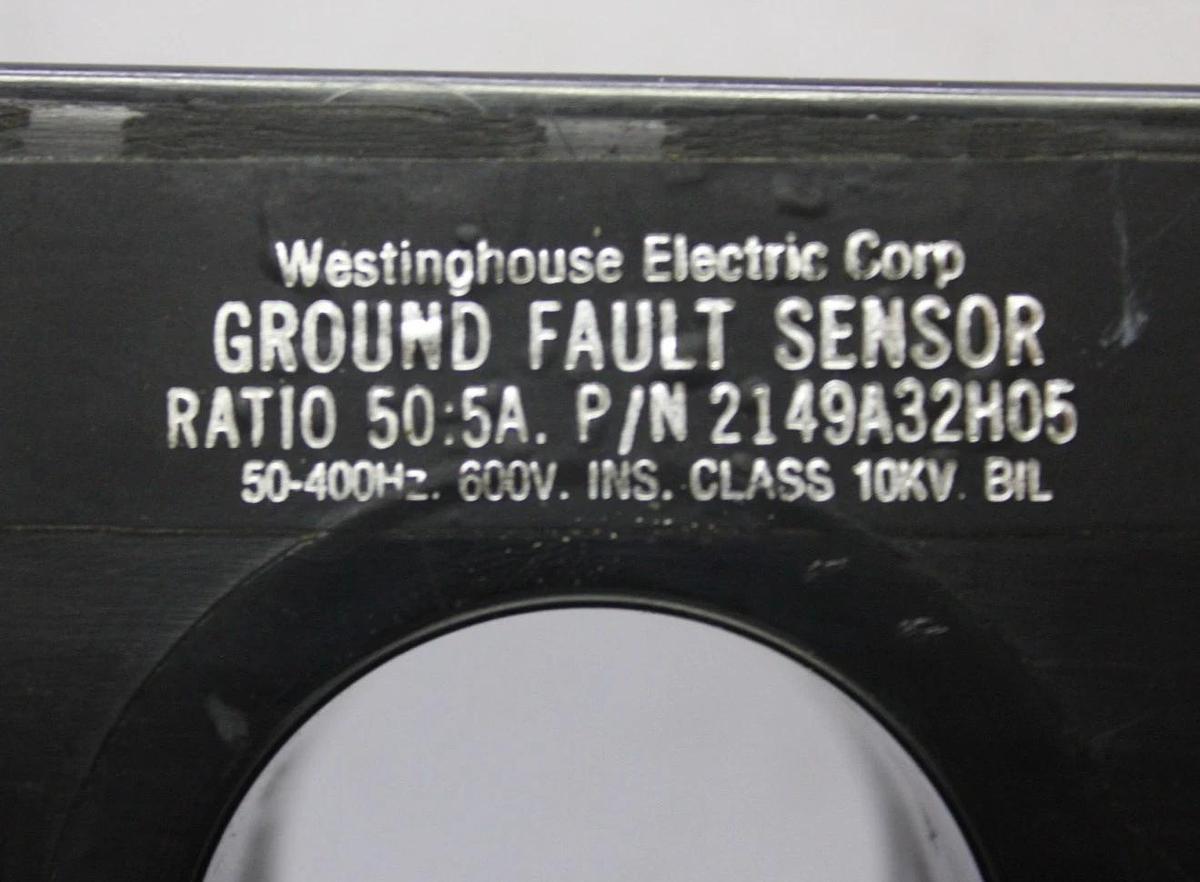 Westinghouse Electric Corp
GROUND FAULT SENSOR
RATIO 50:5A. P/N 2149A32H05
50-400Hz. 600V. INS. CLASS 10KV. BIL